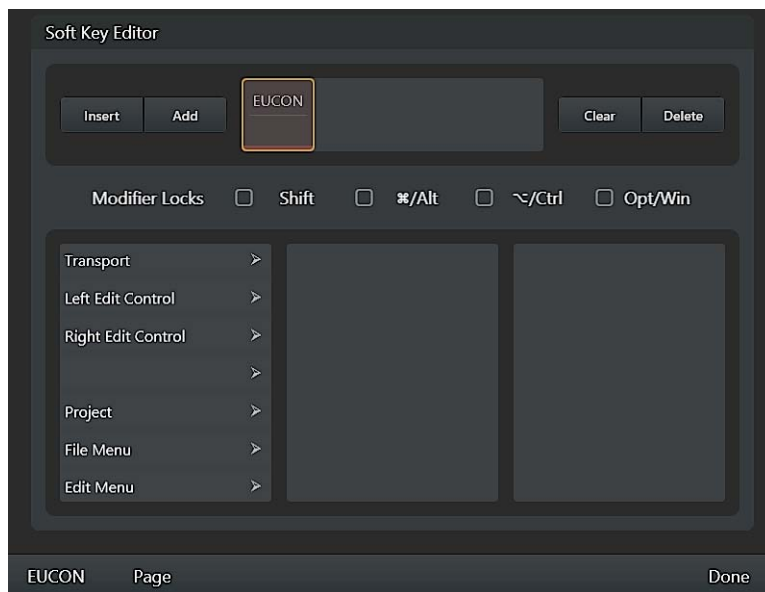 Soft Key Editor
Insert Add EUCON Clear Delete
Modifier Locks Shift ⌘/Alt ⌥/Ctrl Opt/Win
Transport
Left Edit Control
Right Edit Control
Project
File Menu
Edit Menu
EUCON Page Done